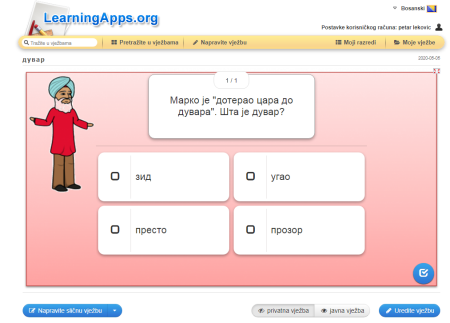 Bosanski
LearningApps.org
Postavke korisničkog računa: petar lekovic
Tražite u vježbama
Pretražite u vježbama
Napravite vježbu
Moji razredi
Moje vježbe
дувар
2020-05-05
1 / 1
Марко је "дотерао цара до
дувара". Шта је дувар?
зид
угао
престо
прозор
Napravite sličnu vježbu
privatna vježba
javna vježba
Uredite vježbu